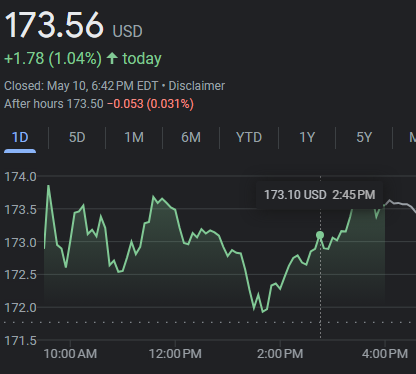 173.56 USD
+1.78 (1.04%) ↑ today
Closed: May 10, 6:42 PM EDT • Disclaimer
After hours 173.50 −0.053 (0.031%)
1D 5D 1M 6M YTD 1Y 5Y M
174.0
173.10 USD 2:45 PM
173.5
173.0
172.5
172.0
171.5
10:00 AM 12:00 PM 2:00 PM 4:00 PM